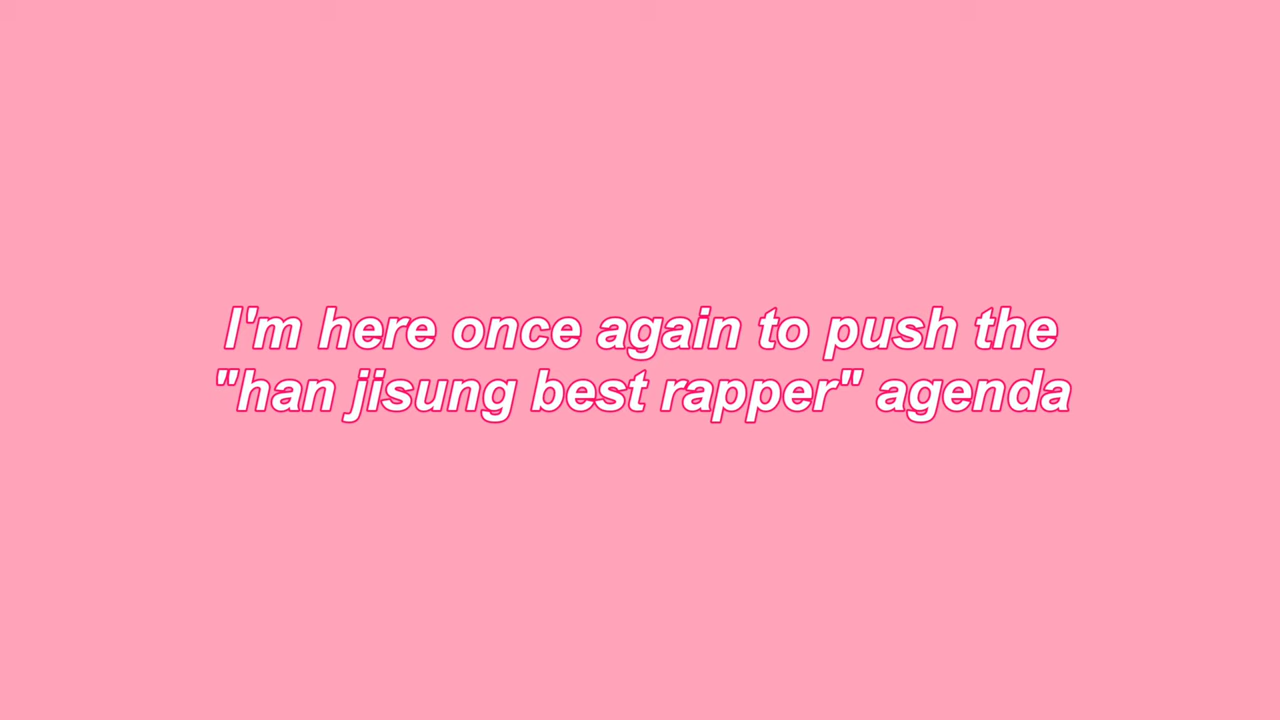 I'm here once again to push the
"han jisung best rapper" agenda